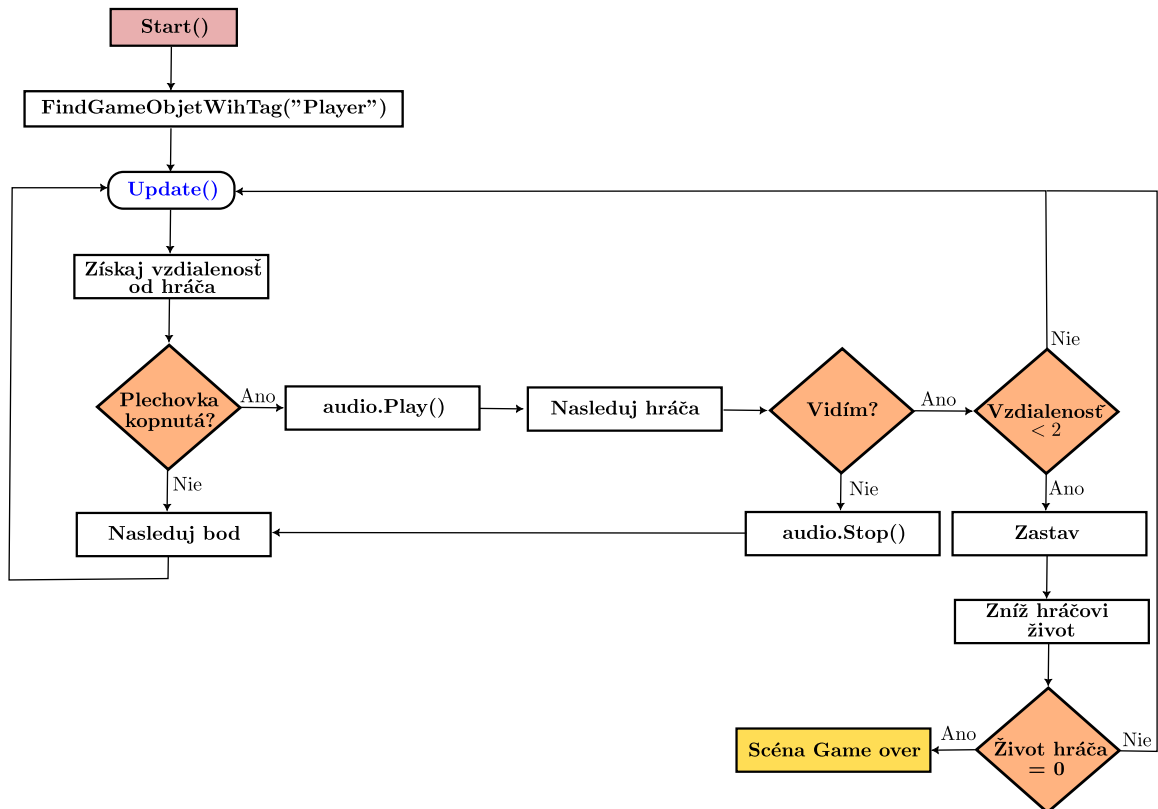 Start()
FindGameObjetWihTag("Player")
Update()
Získaj vzdialenosť
od hráča
Plechovka
kopnutá?
Ano
audio.Play()
Nasleduj hráča
Vidím?
Ano
Vzdialenosť
< 2
Nie
Nie
Nasleduj bod
Nie
audio.Stop()
Ano
Zastav
Zníž hráčovi
život
Život hráča
= 0
Nie
Ano
Scéna Game over